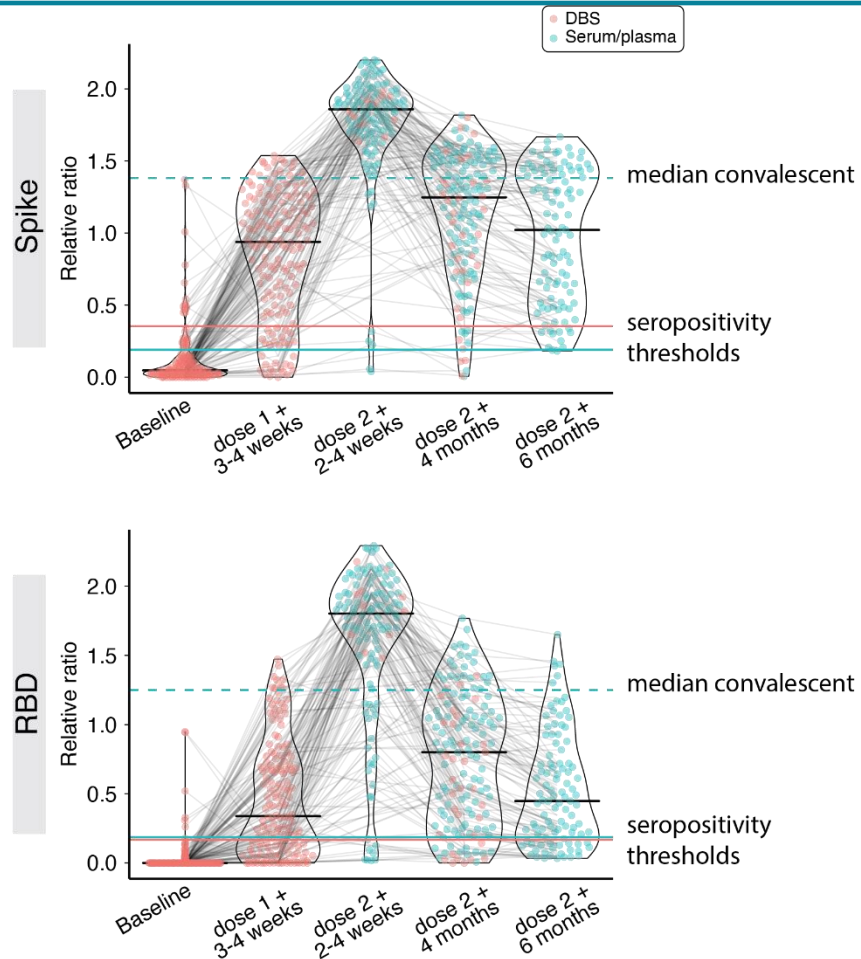 DBS
Serum/plasma
Spike
Relative ratio
2.0
1.5
1.0
0.5
0.0
median convalescent
seropositivity
thresholds
Baseline
dose 1 +
3-4 weeks
dose 2 +
2-4 weeks
dose 2 +
4 months
dose 2 +
6 months
RBD
Relative ratio
2.0
1.5
1.0
0.5
0.0
median convalescent
seropositivity
thresholds
Baseline
dose 1 +
3-4 weeks
dose 2 +
2-4 weeks
dose 2 +
4 months
dose 2 +
6 months